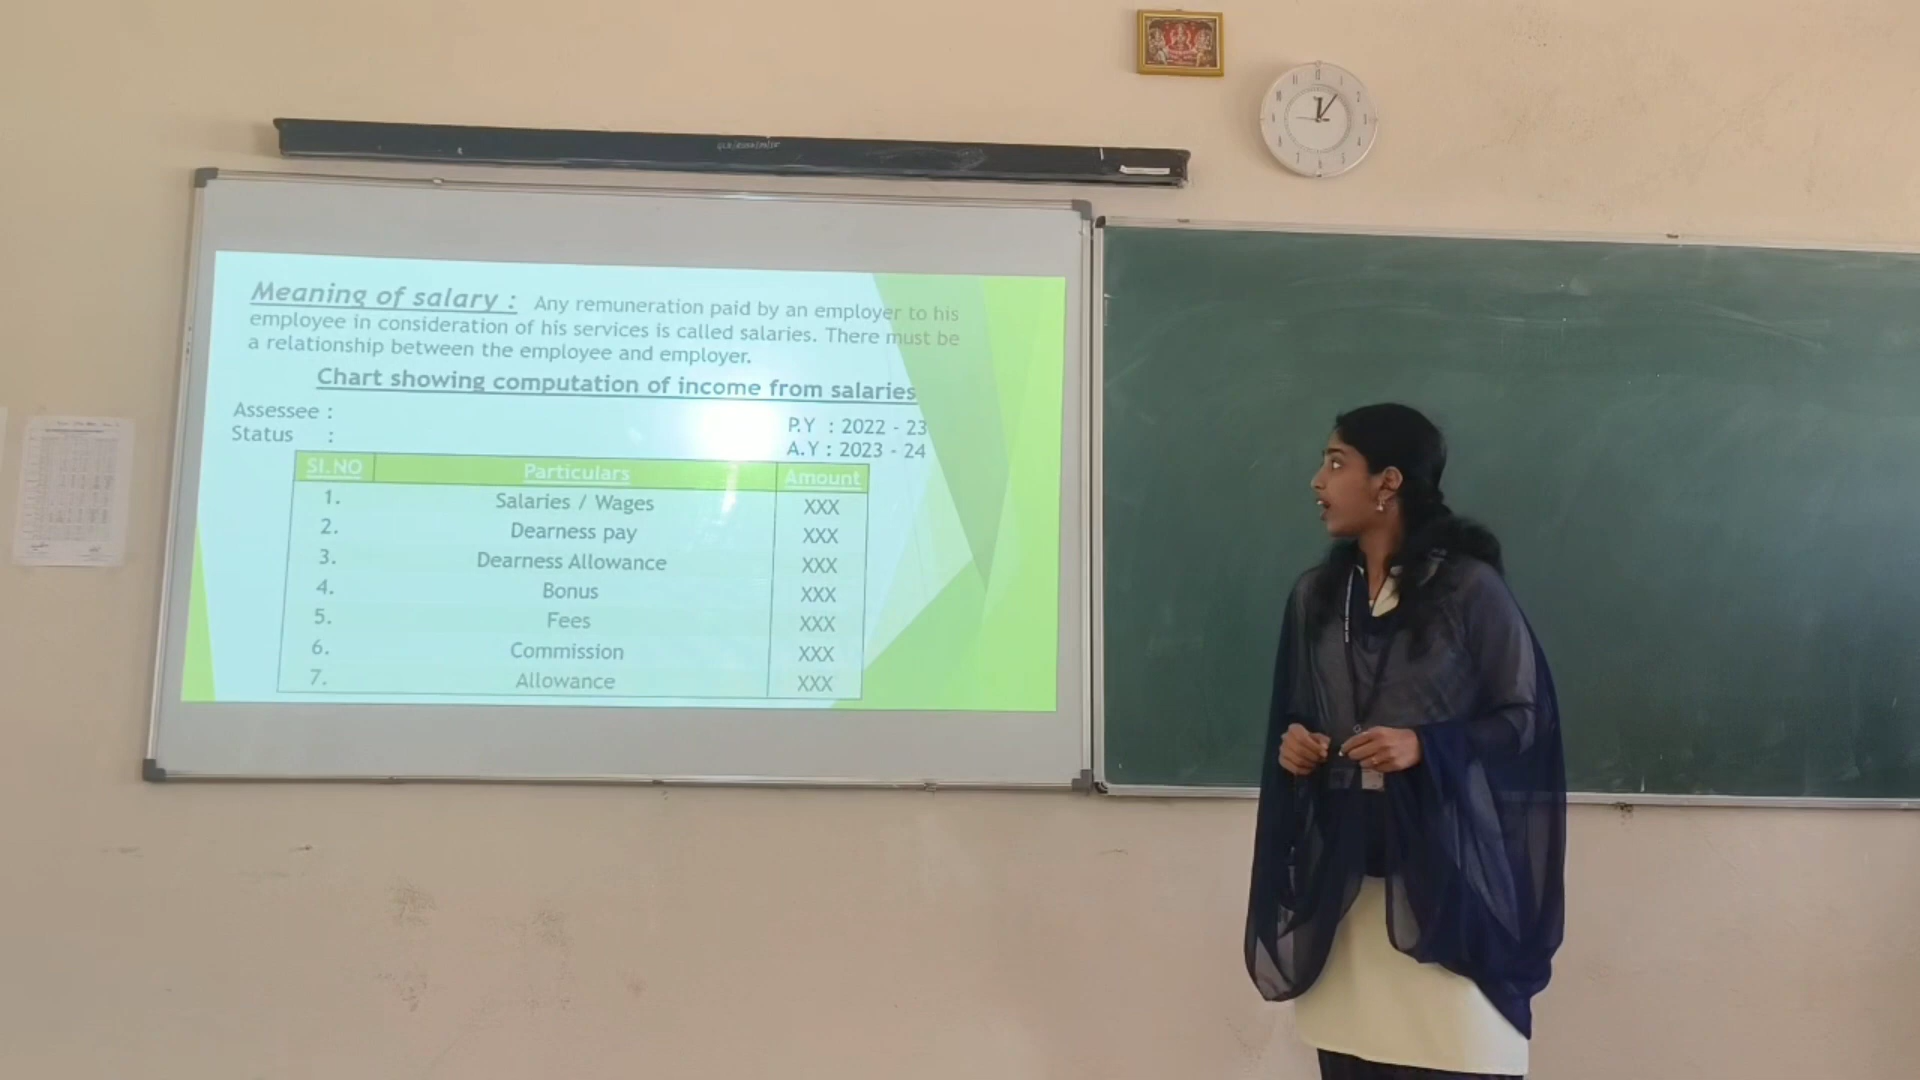 Meaning of salary : Any remuneration paid by an employer to his
employee in consideration of his services is called salaries. There must be
a relationship between the employee and employer.
Chart showing computation of income from salaries
Assessee :
Status :
P.Y : 2022 - 23
A.Y : 2023 - 24
SI.NO Particulars Amount
1. Salaries / Wages XXX
2. Dearness pay XXX
3. Dearness Allowance XXX
4. Bonus XXX
5. Fees XXX
6. Commission XXX
7. Allowance XXX